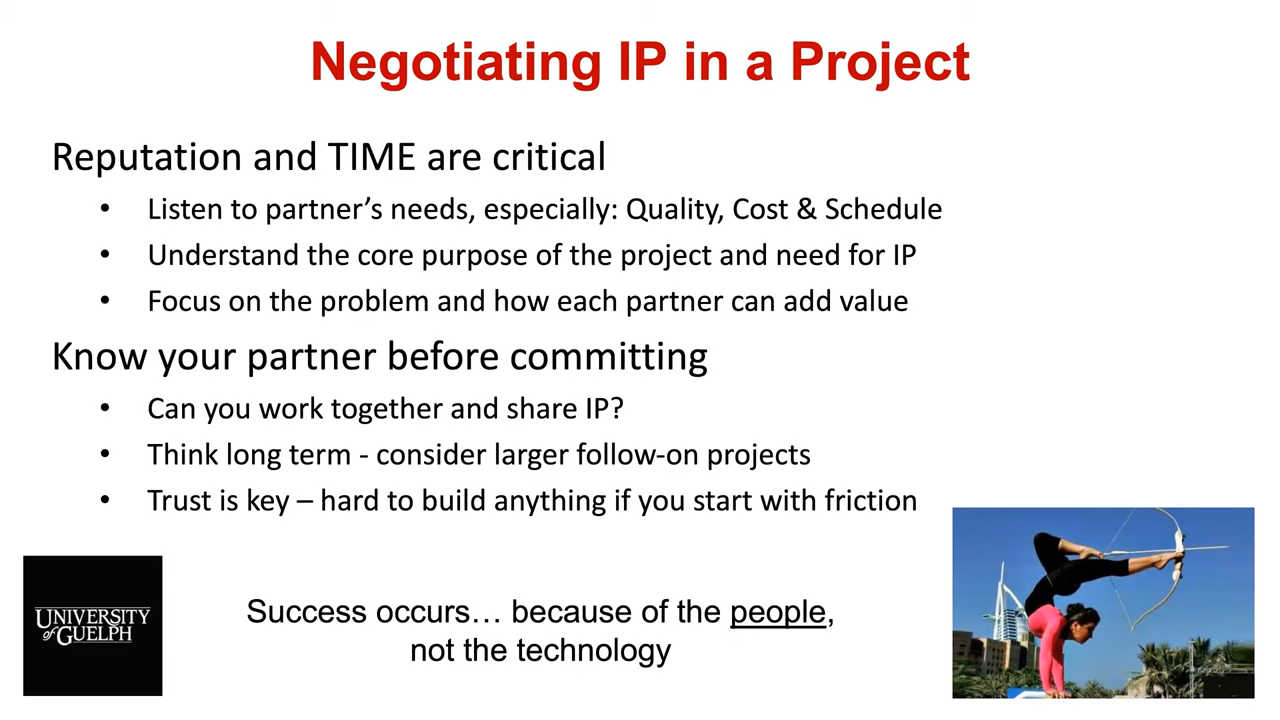 Negotiating IP in a Project
Reputation and TIME are critical
• Listen to partner’s needs, especially: Quality, Cost & Schedule
• Understand the core purpose of the project and need for IP
• Focus on the problem and how each partner can add value
Know your partner before committing
• Can you work together and share IP?
• Think long term - consider larger follow-on projects
• Trust is key – hard to build anything if you start with friction
UNIVERSITY
of GUELPH
Success occurs… because of the people,
not the technology